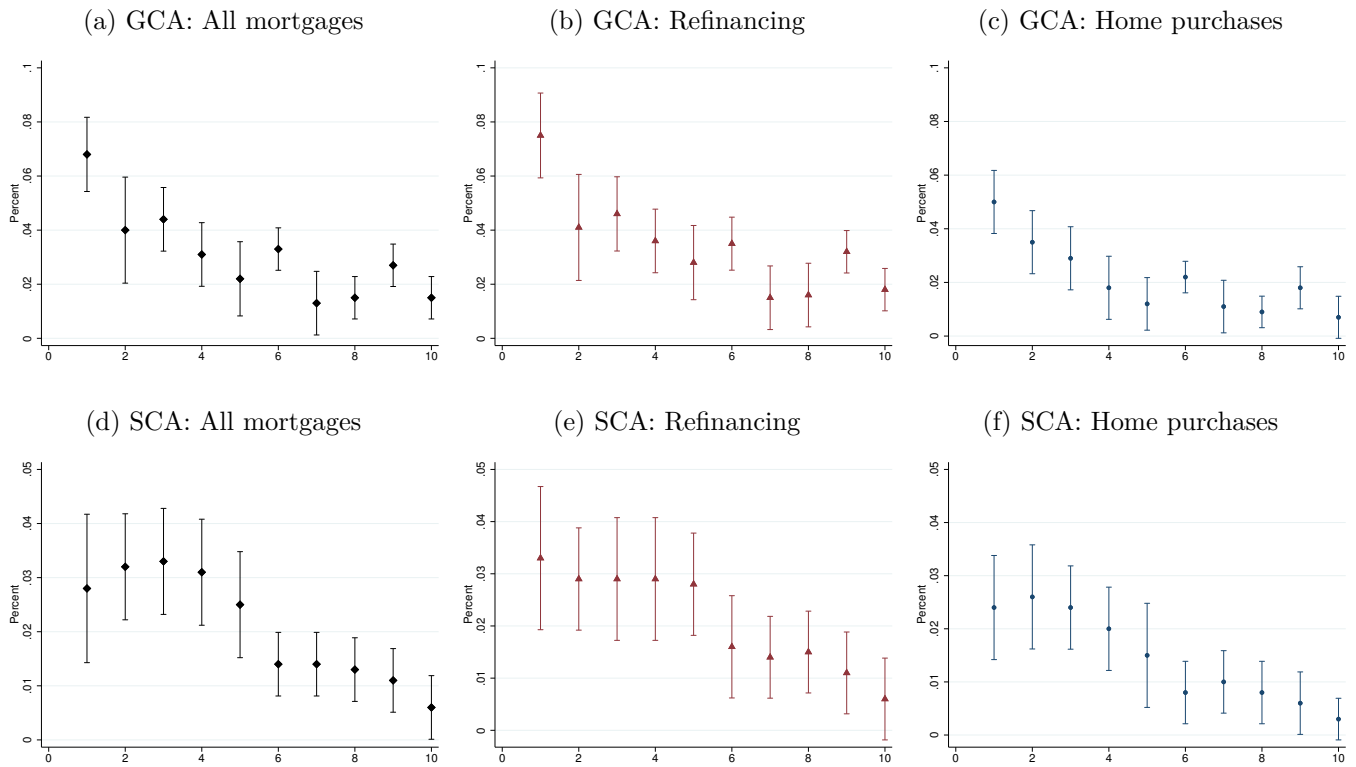 (a) GCA: All mortgages
(b) GCA: Refinancing
(c) GCA: Home purchases
Percent
0 .02 .04 .06 .08 .1
0 2 4 6 8 10
Percent
0 .02 .04 .06 .08 .1
0 2 4 6 8 10
Percent
0 .02 .04 .06 .08 .1
0 2 4 6 8 10
(d) SCA: All mortgages
(e) SCA: Refinancing
(f) SCA: Home purchases
Percent
0 .01 .02 .03 .04 .05
0 2 4 6 8 10
Percent
0 .01 .02 .03 .04 .05
0 2 4 6 8 10
Percent
0 .01 .02 .03 .04 .05
0 2 4 6 8 10